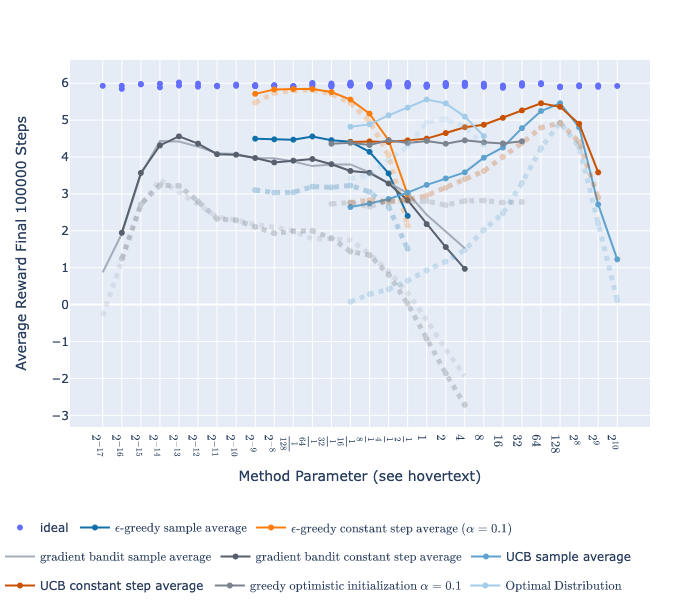 6
5
4
3
2
1
0
−1
−2
−3
Average Reward Final 100000 Steps
2^−17 2^−16 2^−15 2^−14 2^−13 2^−12 2^−11 2^−10 2^−9 2^−8 1/128 1/64 1/32 1/16 1/8 1/4 1/2 1 2 4 8 16 32 64 128 2^8 2^9 2^10
Method Parameter (see hovertext)
ideal ϵ-greedy sample average ϵ-greedy constant step average (α = 0.1)
gradient bandit sample average gradient bandit constant step average UCB sample average
UCB constant step average greedy optimistic initialization α = 0.1 Optimal Distribution